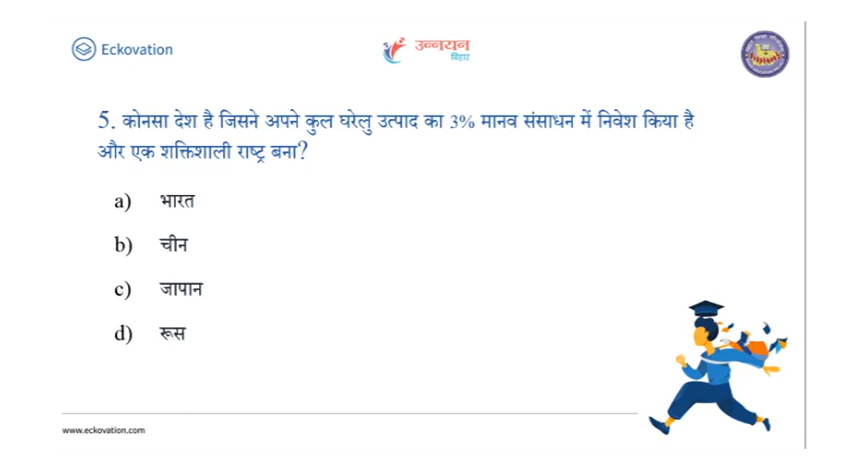 Eckovation
उन्नयन
बिहार
5. कोनसा देश है जिसने अपने कुल घरेलु उत्पाद का 3% मानव संसाधन में निवेश किया है
और एक शक्तिशाली राष्ट्र बना?
a) भारत
b) चीन
c) जापान
d) रूस
www.eckovation.com